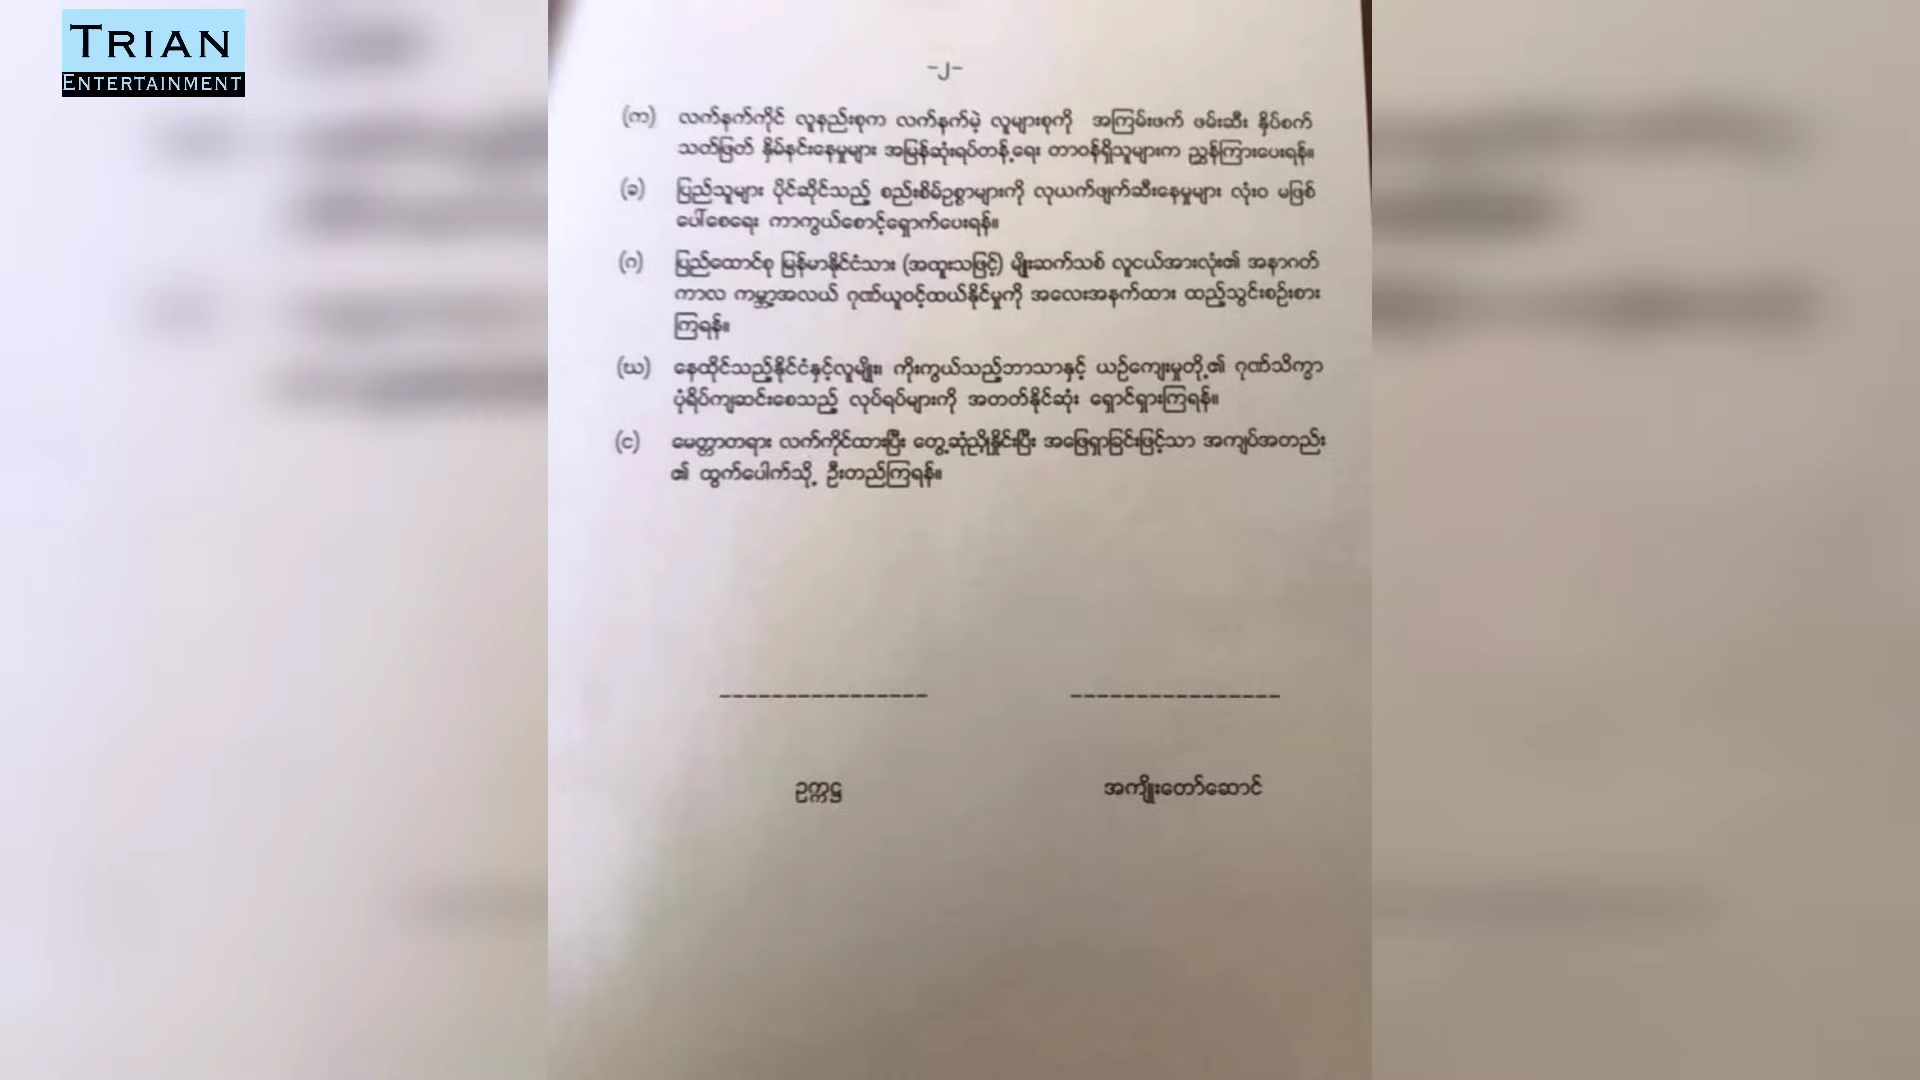 TRIAN
ENTERTAINMENT
-၂-
(က) လက်နက်ကိုင် လူနည်းစုက လက်နက်မဲ့ လူများစုကို အကြမ်းဖက် ဖမ်းဆီး နှိပ်စက်
သတ်ဖြတ် နှိမ်နင်းနေမှုများ အမြန်ဆုံးရပ်တန့်ရေး တာဝန်ရှိသူများက ညွှန်ကြားပေးရန်။
(ခ) ပြည်သူများ ပိုင်ဆိုင်သည့် စည်းစိမ်ဥစ္စာများကို လုယက်ဖျက်ဆီးနေမှုများ လုံးဝ မဖြစ်
ပေါ်စေရေး ကာကွယ်စောင့်ရှောက်ပေးရန်။
(ဂ) ပြည်ထောင်စု မြန်မာနိုင်ငံသား (အထူးသဖြင့်) မျိုးဆက်သစ် လူငယ်အားလုံး၏ အနာဂတ်
ကာလ ကမ္ဘာ့အလယ် ဂုဏ်ယူဝင့်ထယ်နိုင်မှုကို အလေးအနက်ထား ထည့်သွင်းစဉ်းစား
ကြရန်။
(ဃ) နေထိုင်သည့်နိုင်ငံနှင့်လူမျိုး၊ ကိုးကွယ်သည့်ဘာသာနှင့် ယဉ်ကျေးမှုတို့၏ ဂုဏ်သိက္ခာ
ပုံရိပ်ကျဆင်းစေသည့် လုပ်ရပ်များကို အတတ်နိုင်ဆုံး ရှောင်ရှားကြရန်။
(င) မေတ္တာတရား လက်ကိုင်ထားပြီး တွေ့ဆုံညှိုနှိုင်းပြီး အဖြေရှာခြင်းဖြင့်သာ အကျပ်အတည်း
၏ ထွက်ပေါက်သို့ ဦးတည်ကြရန်။
---------------- ----------------
ဥက္ကဋ္ဌ အကျိုးတော်ဆောင်